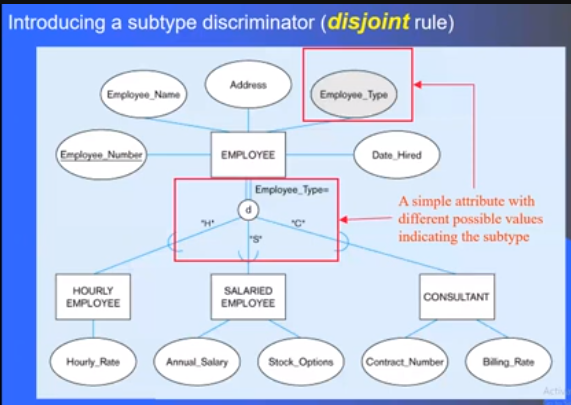 Introducing a subtype discriminator (disjoint rule)
Employee_Name
Address
Employee_Type
Employee_Number
EMPLOYEE
Date_Hired
Employee_Type=
d
"H"
"S"
"C"
A simple attribute with
different possible values
indicating the subtype
HOURLY
EMPLOYEE
SALARIED
EMPLOYEE
CONSULTANT
Hourly_Rate
Annual_Salary
Stock_Options
Contract_Number
Billing_Rate